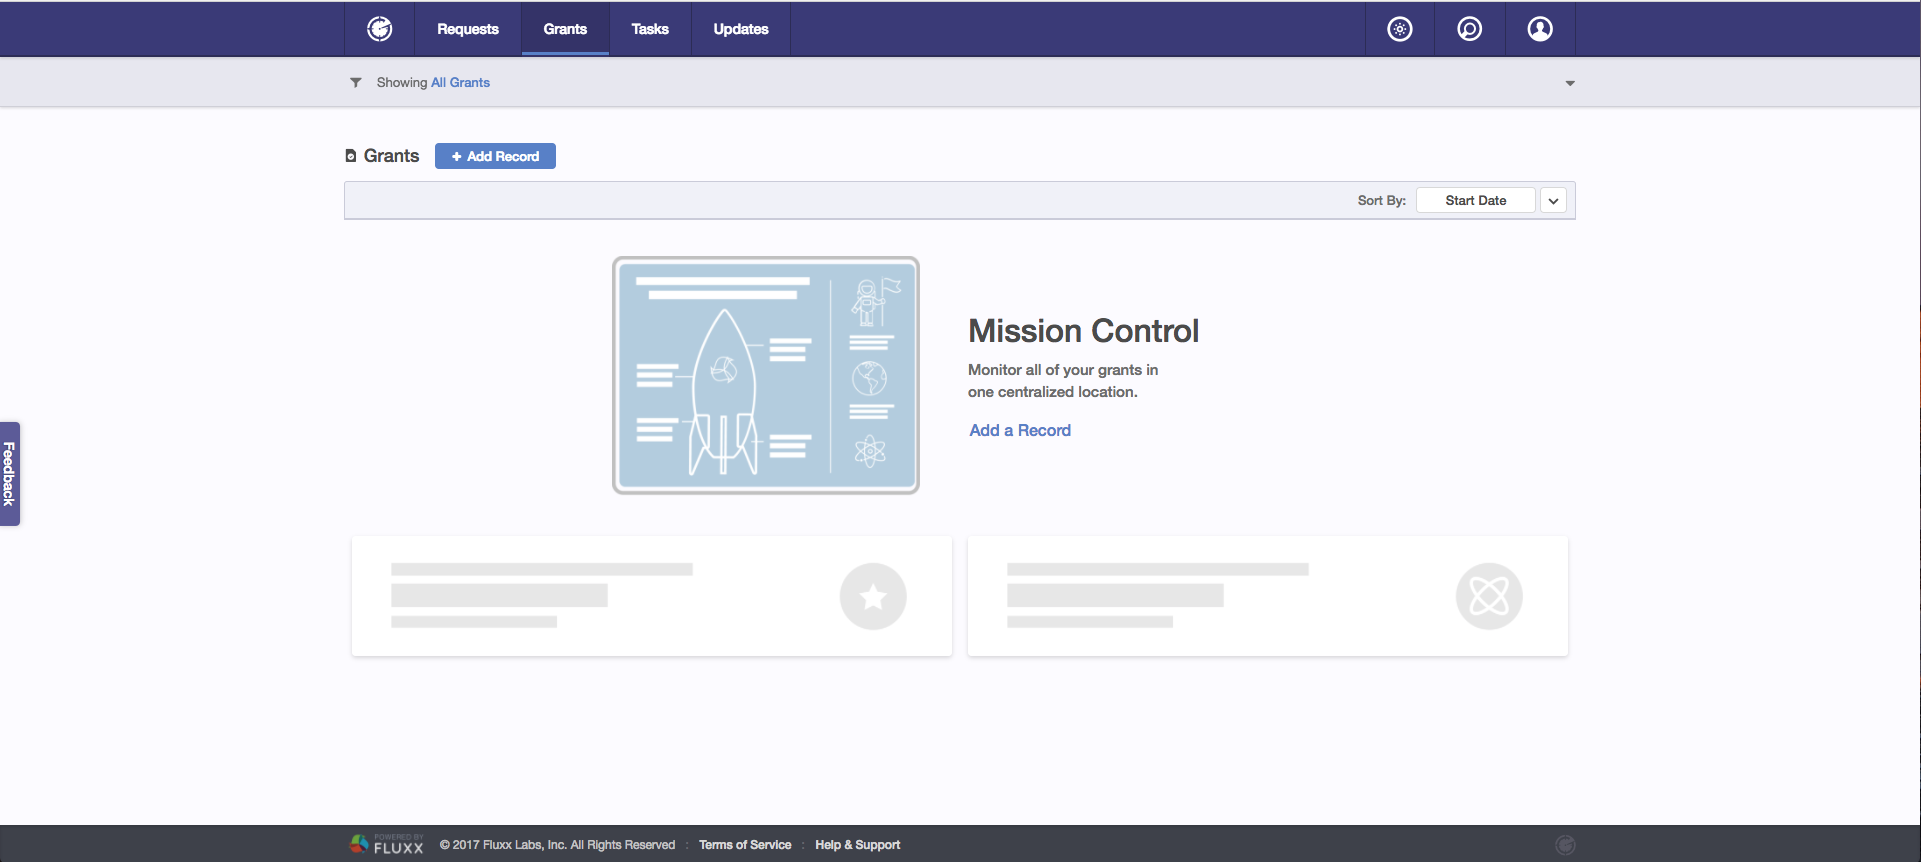 Requests
Grants
Tasks
Updates
Showing All Grants
Grants
+ Add Record
Sort By:
Start Date
Mission Control
Monitor all of your grants in
one centralized location.
Add a Record
Feedback
POWERED BY
FLUXX
© 2017 Fluxx Labs, Inc. All Rights Reserved : Terms of Service : Help & Support